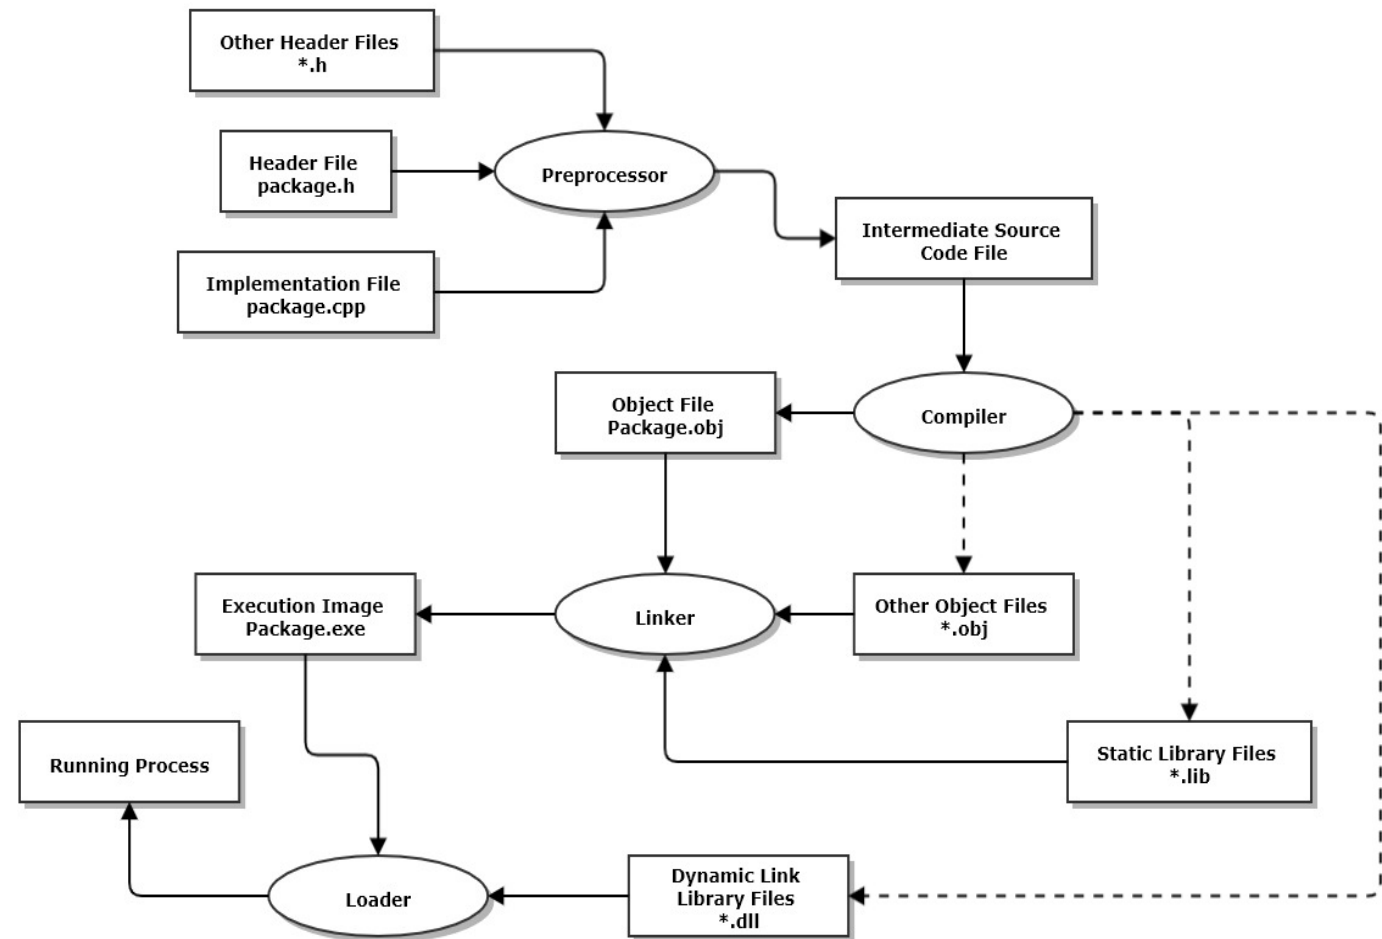 Other Header Files
*.h
Header File
package.h
Preprocessor
Implementation File
package.cpp
Intermediate Source
Code File
Object File
Package.obj
Compiler
Execution Image
Package.exe
Linker
Other Object Files
*.obj
Running Process
Static Library Files
*.lib
Loader
Dynamic Link
Library Files
*.dll